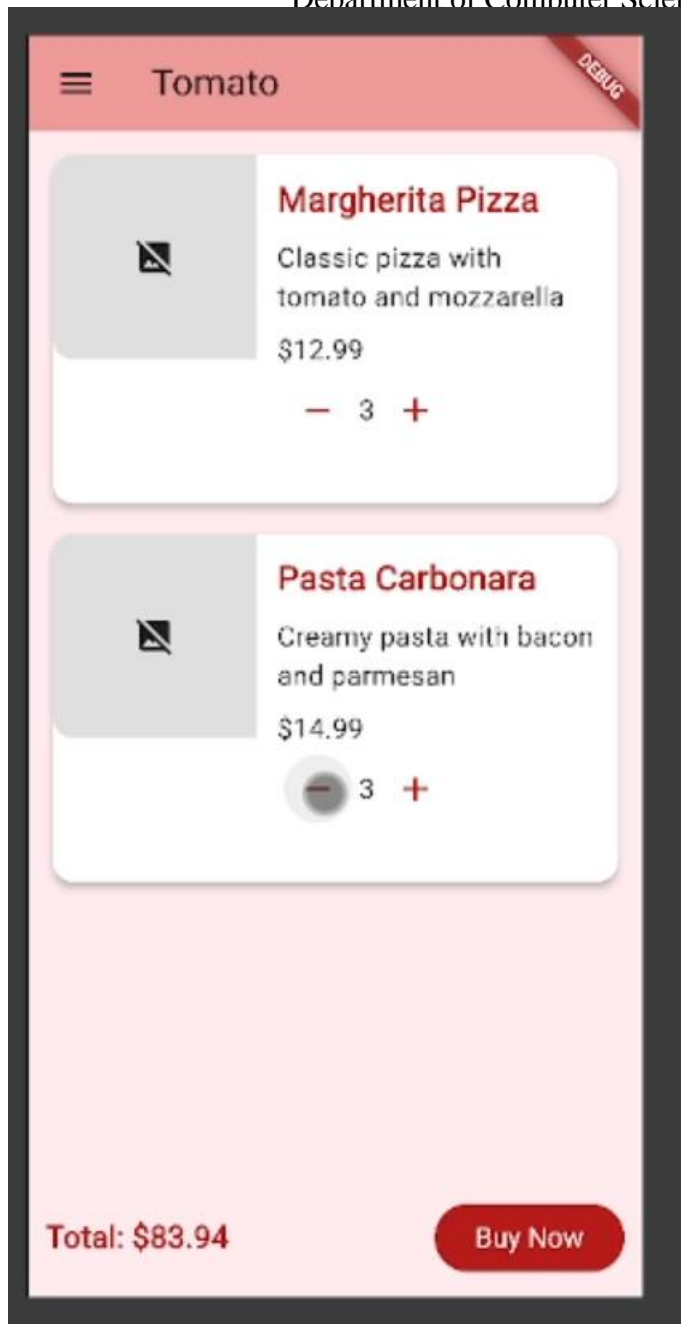 Tomato
DEBUG
Margherita Pizza
Classic pizza with
tomato and mozzarella
$12.99
− 3 +
Pasta Carbonara
Creamy pasta with bacon
and parmesan
$14.99
− 3 +
Total: $83.94
Buy Now